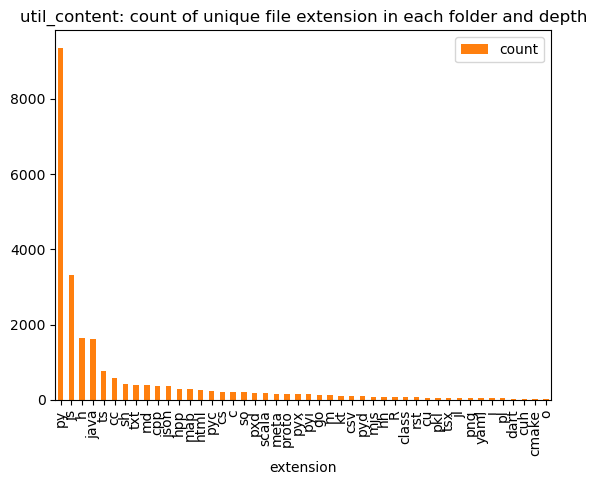 util_content: count of unique file extension in each folder and depth
count
8000
6000
4000
2000
0
py
js
h
java
ts
cc
sh
txt
md
cpp
json
hpp
map
html
pyc
cs
c
so
pxd
scala
meta
proto
pyx
pyi
go
m
kt
csv
pyd
mjs
R
class
rst
cu
pkl
tsx
jl
png
yaml
pl
dart
cuh
cmake
o
extension